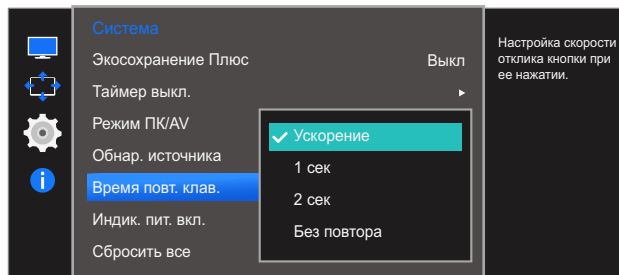 Система
Экосохранение Плюс Выкл
Таймер выкл.
Режим ПК/AV
Обнар. источника
Время повт. клав.
Индик. пит. вкл.
Сбросить все
Ускорение
1 сек
2 сек
Без повтора
Настройка скорости
отклика кнопки при
ее нажатии.